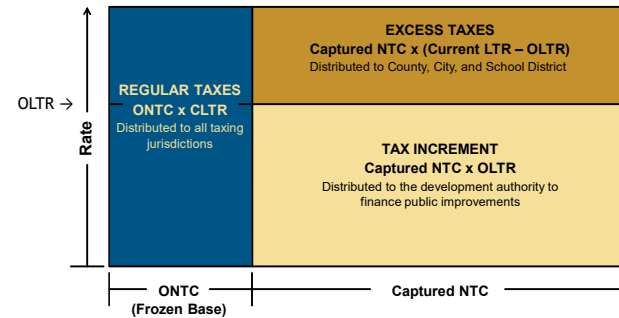 EXCESS TAXES
Captured NTC x (Current LTR – OLTR)
Distributed to County, City, and School District
REGULAR TAXES
ONTC x CLTR
Distributed to all taxing
jurisdictions
OLTR →
Rate
TAX INCREMENT
Captured NTC x OLTR
Distributed to the development authority to
finance public improvements
ONTC
(Frozen Base)
Captured NTC